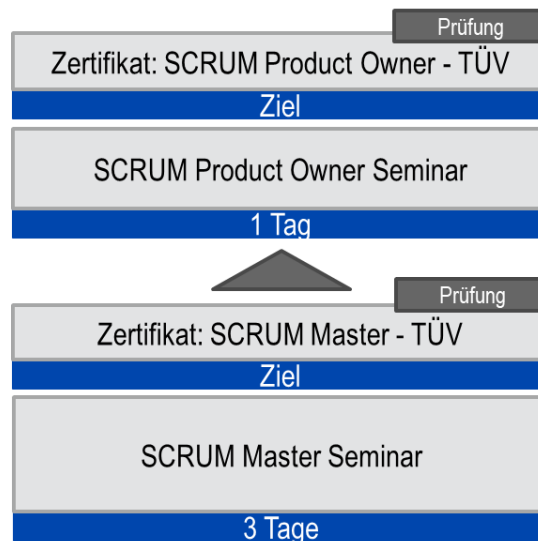 Prüfung
Zertifikat: SCRUM Product Owner - TÜV
Ziel
SCRUM Product Owner Seminar
1 Tag
Prüfung
Zertifikat: SCRUM Master - TÜV
Ziel
SCRUM Master Seminar
3 Tage